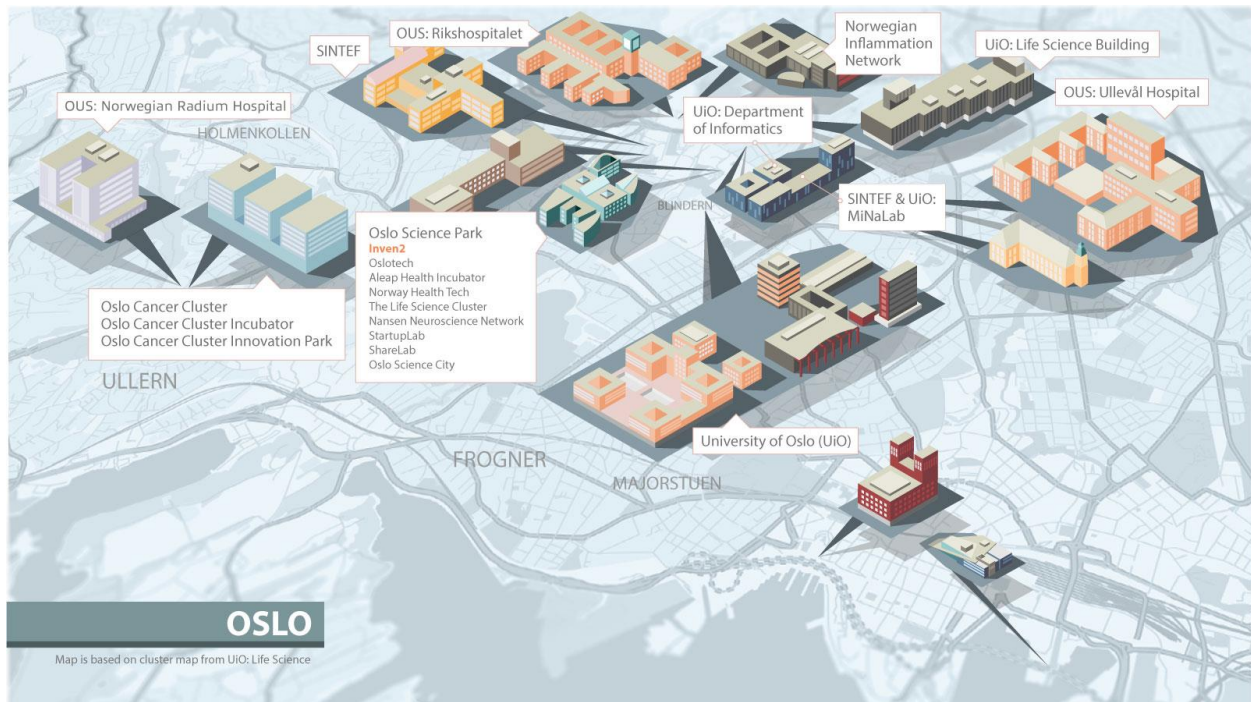 SINTEF
OUS: Rikshospitalet
Norwegian
Inflammation
Network
UiO: Life Science Building
OUS: Norwegian Radium Hospital
OUS: Ullevål Hospital
HOLMENKOLLEN
UiO: Department
of Informatics
BLINDERN
SINTEF & UiO:
MiNaLab
Oslo Science Park
Inven2
Oslotech
Aleap Health Incubator
Norway Health Tech
The Life Science Cluster
Nansen Neuroscience Network
StartupLab
ShareLab
Oslo Science City
Oslo Cancer Cluster
Oslo Cancer Cluster Incubator
Oslo Cancer Cluster Innovation Park
ULLERN
University of Oslo (UiO)
FROGNER
MAJORSTUEN
OSLO
Map is based on cluster map from UiO: Life Science